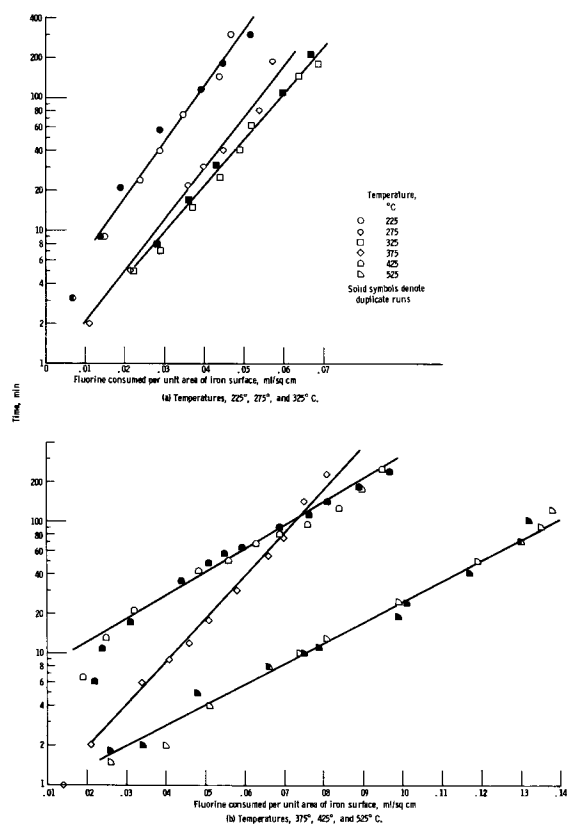 400
200
100
80
60
40
20
10
8
6
4
2
1
0 .01 .02 .03 .04 .05 .06 .07
Fluorine consumed per unit area of iron surface, ml/sq cm
(a) Temperatures, 225°, 275°, and 325° C.
Temperature,
°C
225
275
325
375
425
525
Solid symbols denote
duplicate runs
Time, min
200
100
80
60
40
20
10
8
6
4
2
1
.01 02 .03 .04 .05 .06 .07 08 .09 .10 .11 .12 .13 .14
Fluorine consumed per unit area of iron surface, ml/sq cm
(b) Temperatures, 375°, 425°, and 525° C.